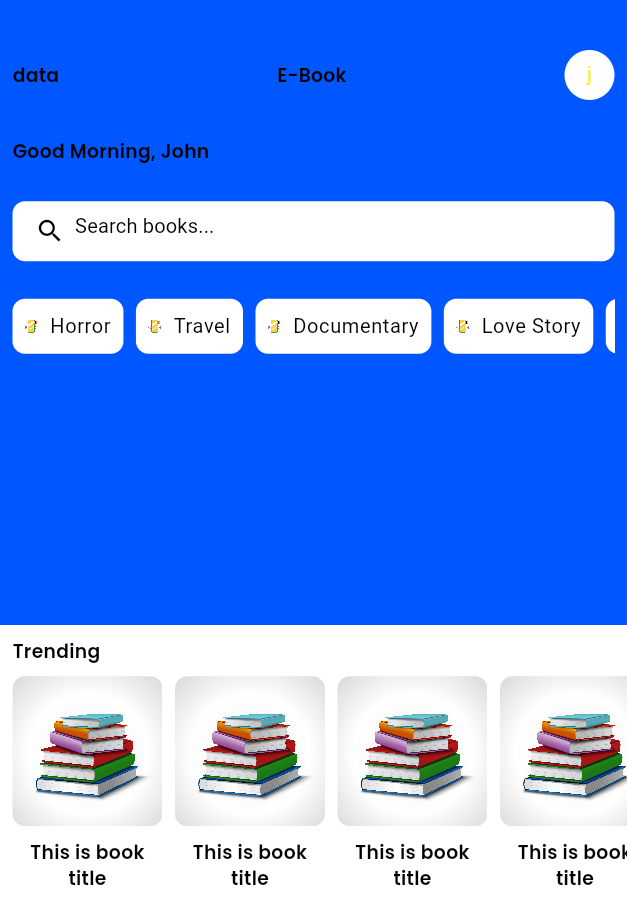 data E-Book j
Good Morning, John
Search books...
Horror Travel Documentary Love Story
Trending
This is book This is book This is book This is book
title title title title